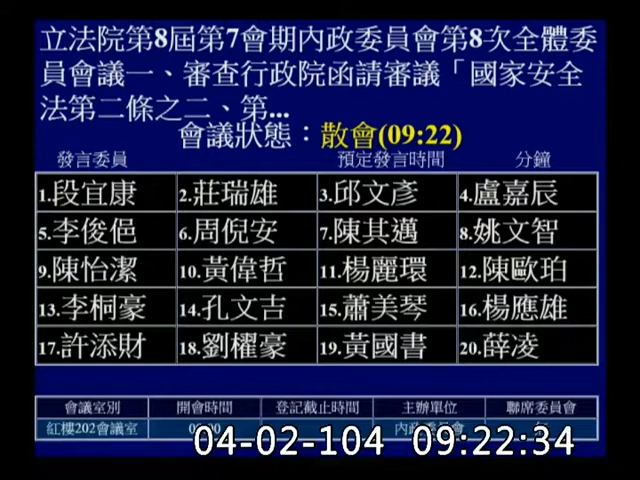 立法院第8屆第7會期內政委員會第8次全體委
員會議一、審查行政院函請審議「國家安全
法第二條之二、第...
會議狀態：散會(09:22)
發言委員 預定發言時間 分鐘
1.段宜康 2.莊瑞雄 3.邱文彥 4.盧嘉辰
5.李俊俋 6.周倪安 7.陳其邁 8.姚文智
9.陳怡潔 10.黃偉哲 11.楊麗環 12.陳歐珀
13.李桐豪 14.孔文吉 15.蕭美琴 16.楊應雄
17.許添財 18.劉櫂豪 19.黃國書 20.薛凌
會議室別 開會時間 登記截止時間 主辦單位 聯席委員會
紅樓202會議室 內政委員會
04-02-104 09:22:34